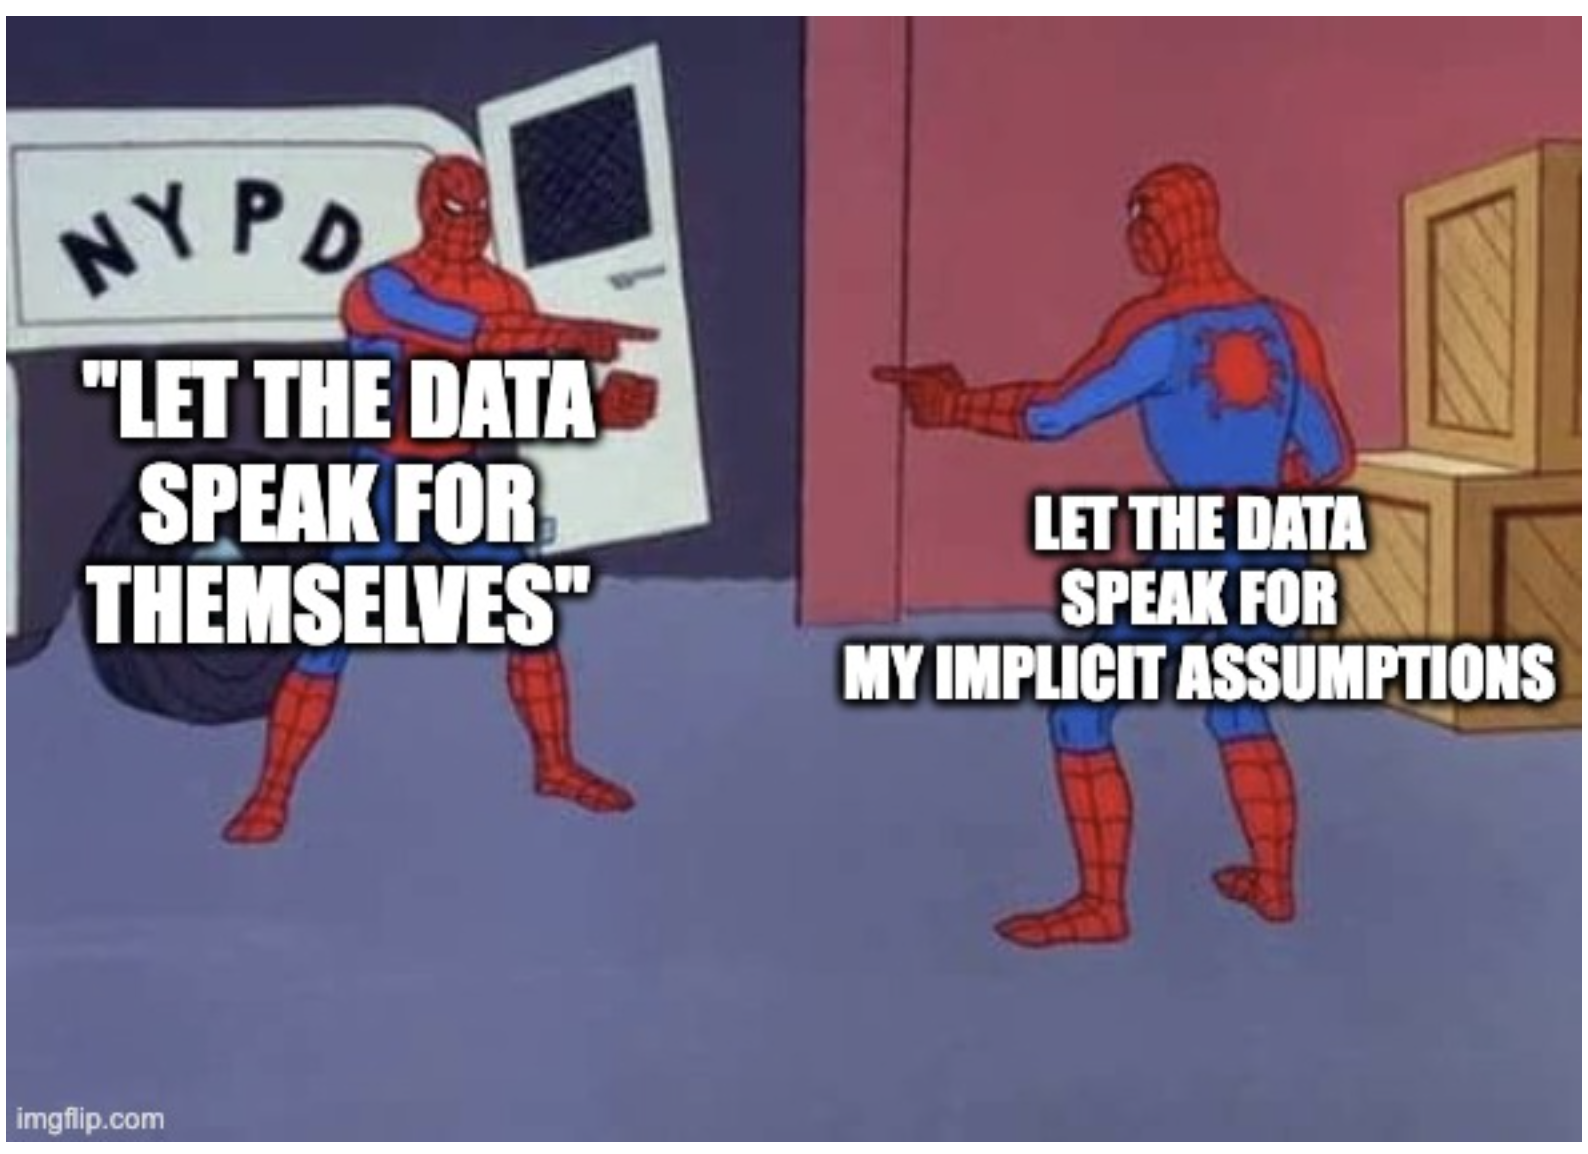 NYPD
"LET THE DATA
SPEAK FOR
THEMSELVES"
LET THE DATA
SPEAK FOR
MY IMPLICIT ASSUMPTIONS
imgflip.com